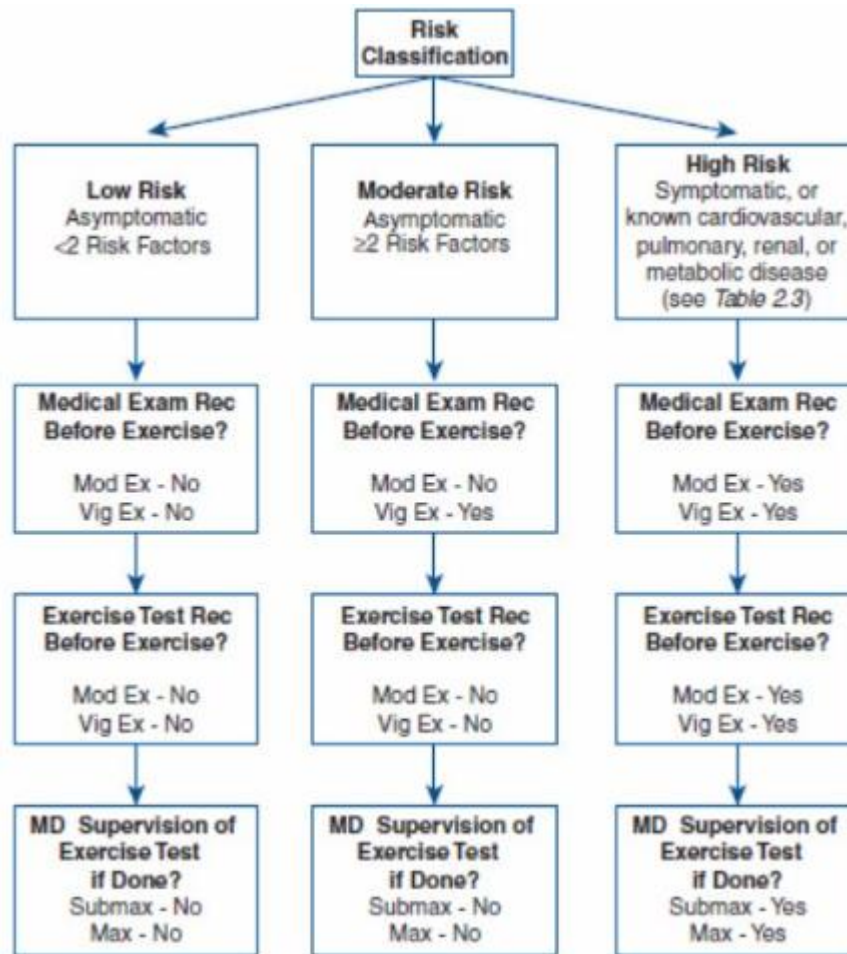 Risk
Classification
Low Risk
Asymptomatic
<2 Risk Factors
Moderate Risk
Asymptomatic
≥2 Risk Factors
High Risk
Symptomatic, or
known cardiovascular,
pulmonary, renal, or
metabolic disease
(see Table 2.3)
Medical Exam Rec
Before Exercise?
Mod Ex - No
Vig Ex - No
Medical Exam Rec
Before Exercise?
Mod Ex - No
Vig Ex - Yes
Medical Exam Rec
Before Exercise?
Mod Ex - Yes
Vig Ex - Yes
Exercise Test Rec
Before Exercise?
Mod Ex - No
Vig Ex - No
Exercise Test Rec
Before Exercise?
Mod Ex - No
Vig Ex - No
Exercise Test Rec
Before Exercise?
Mod Ex - Yes
Vig Ex - Yes
MD Supervision of
Exercise Test
if Done?
Submax - No
Max - No
MD Supervision of
Exercise Test
if Done?
Submax - No
Max - No
MD Supervision of
Exercise Test
if Done?
Submax - Yes
Max - Yes